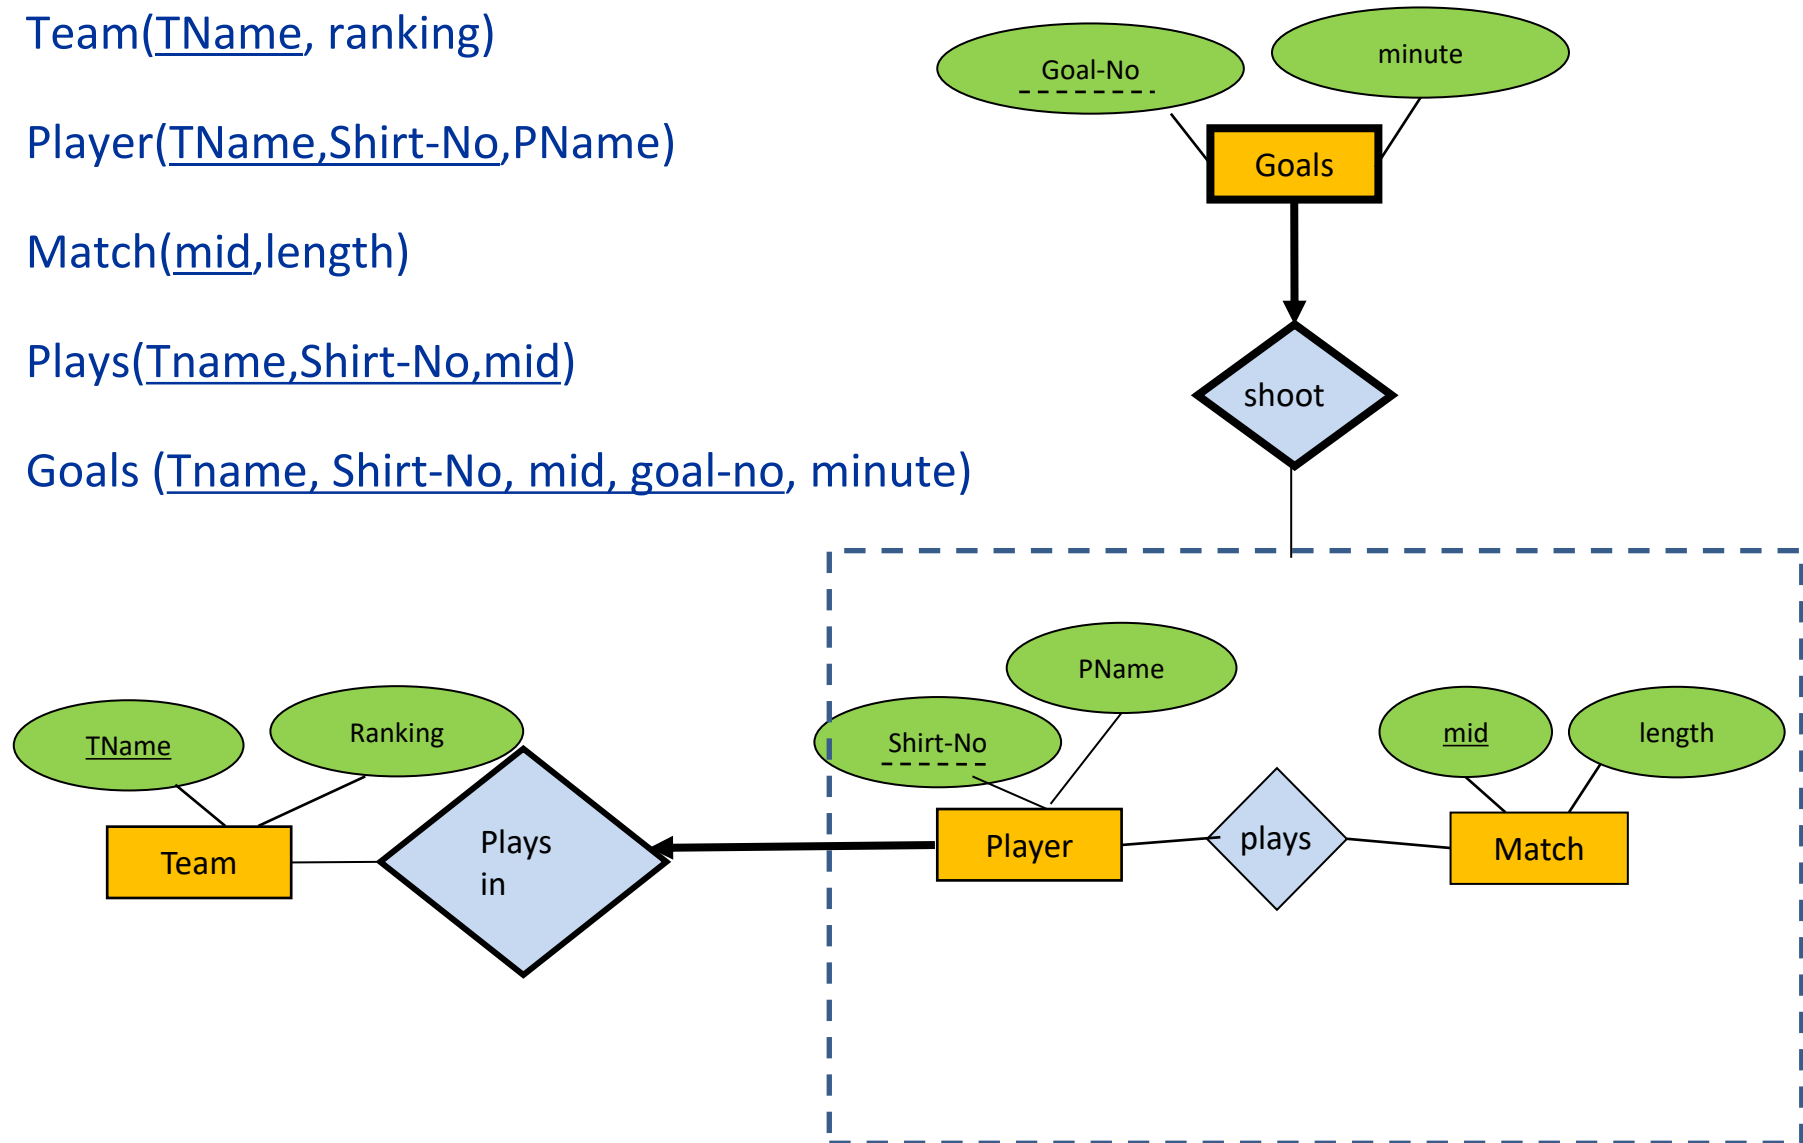 Team(TName, ranking)
Player(TName,Shirt-No,PName)
Match(mid,length)
Plays(Tname,Shirt-No,mid)
Goals (Tname, Shirt-No, mid, goal-no, minute)
Goal-No
minute
Goals
shoot
PName
TName
Ranking
Shirt-No
mid
length
Team
Plays
in
Player
plays
Match